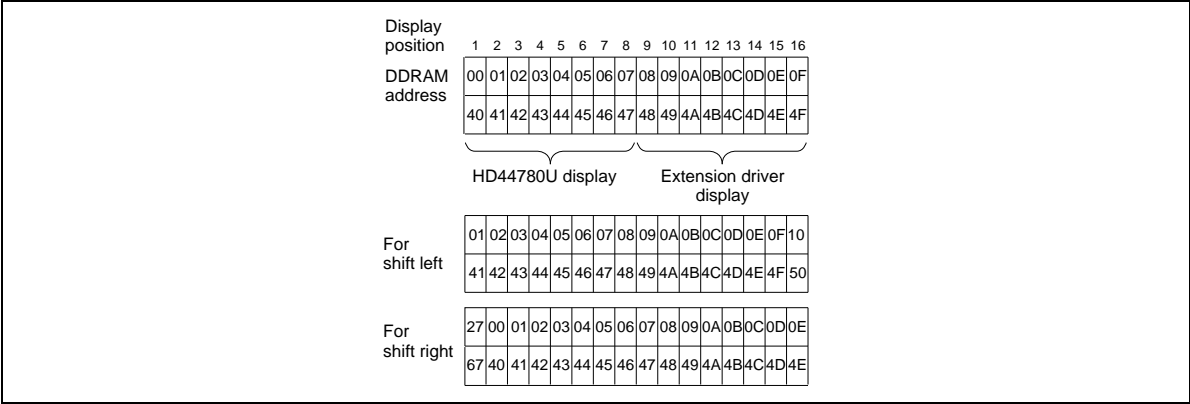 Display
position 1 2 3 4 5 6 7 8 9 10 11 12 13 14 15 16
DDRAM
address
00 01 02 03 04 05 06 07 08 09 0A 0B 0C 0D 0E 0F
40 41 42 43 44 45 46 47 48 49 4A 4B 4C 4D 4E 4F
HD44780U display
Extension driver
display
For
shift left
01 02 03 04 05 06 07 08 09 0A 0B 0C 0D 0E 0F 10
41 42 43 44 45 46 47 48 49 4A 4B 4C 4D 4E 4F 50
For
shift right
27 00 01 02 03 04 05 06 07 08 09 0A 0B 0C 0D 0E
67 40 41 42 43 44 45 46 47 48 49 4A 4B 4C 4D 4E